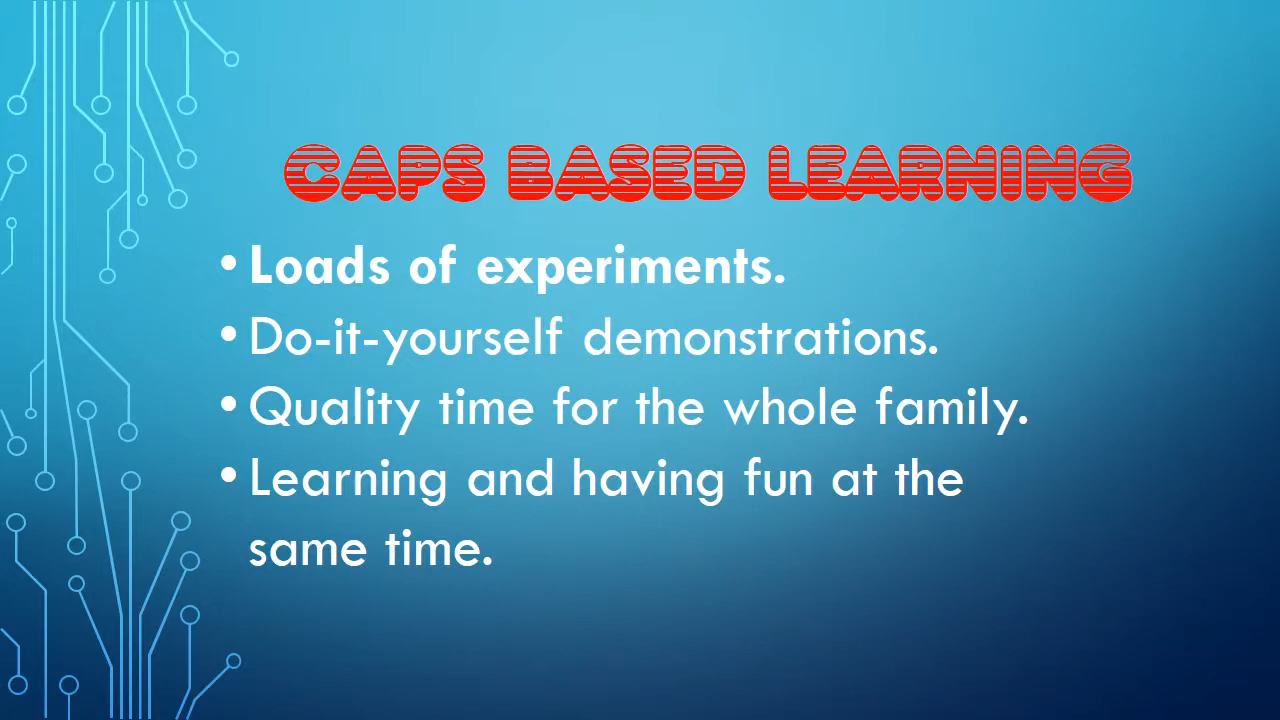 CAPS BASED LEARNING
• Loads of experiments.
• Do-it-yourself demonstrations.
• Quality time for the whole family.
• Learning and having fun at the
same time.